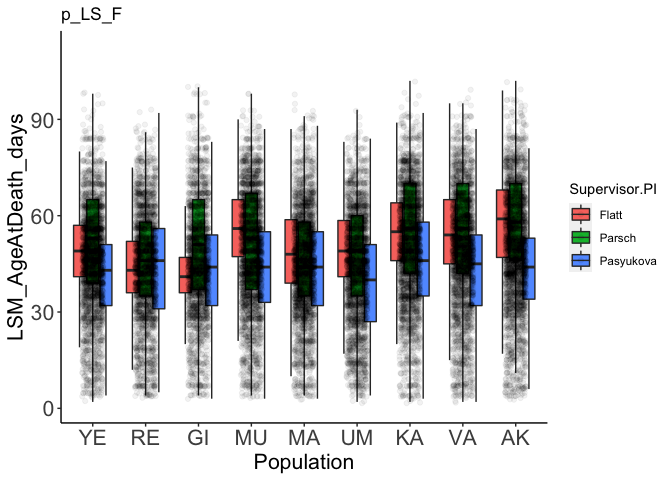 p_LS_F
LSM_AgeAtDeath_days
90
60
30
0
YE RE GI MU MA UM KA VA AK
Population
Supervisor.PI
Flatt
Parsch
Pasyukova